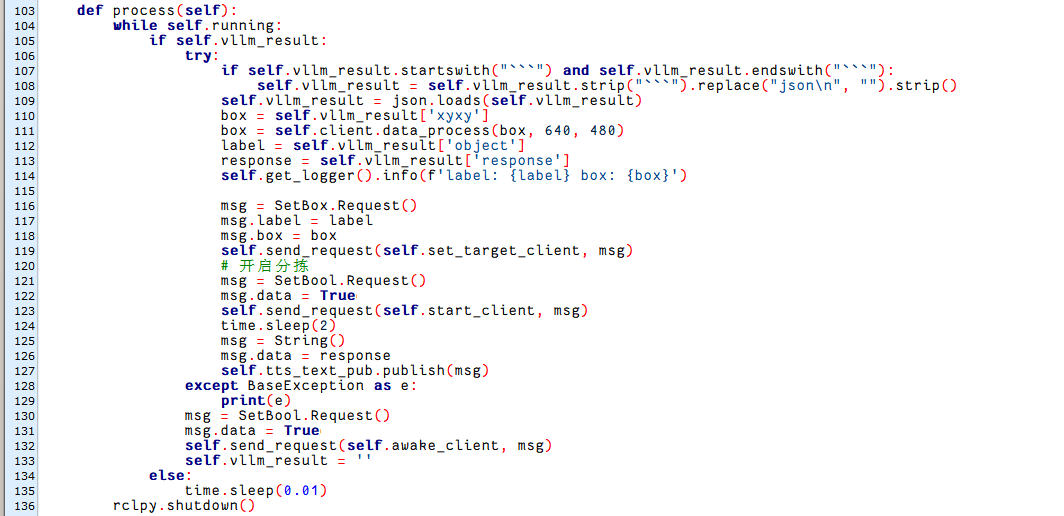 103 def process(self):
104 while self.running:
105 if self.vllm_result:
106 try:
107 if self.vllm_result.startswith("```") and self.vllm_result.endswith("```"):
108 self.vllm_result = self.vllm_result.strip("```").replace("json\n", "").strip()
109 self.vllm_result = json.loads(self.vllm_result)
110 box = self.vllm_result['xyxy']
111 box = self.client.data_process(box, 640, 480)
112 label = self.vllm_result['object']
113 response = self.vllm_result['response']
114 self.get_logger().info(f'label: {label} box: {box}')
115
116 msg = SetBox.Request()
117 msg.label = label
118 msg.box = box
119 self.send_request(self.set_target_client, msg)
120 # 开启分拣
121 msg = SetBool.Request()
122 msg.data = True
123 self.send_request(self.start_client, msg)
124 time.sleep(2)
125 msg = String()
126 msg.data = response
127 self.tts_text_pub.publish(msg)
128 except BaseException as e:
129 print(e)
130 msg = SetBool.Request()
131 msg.data = True
132 self.send_request(self.awake_client, msg)
133 self.vllm_result = ''
134 else:
135 time.sleep(0.01)
136 rclpy.shutdown()